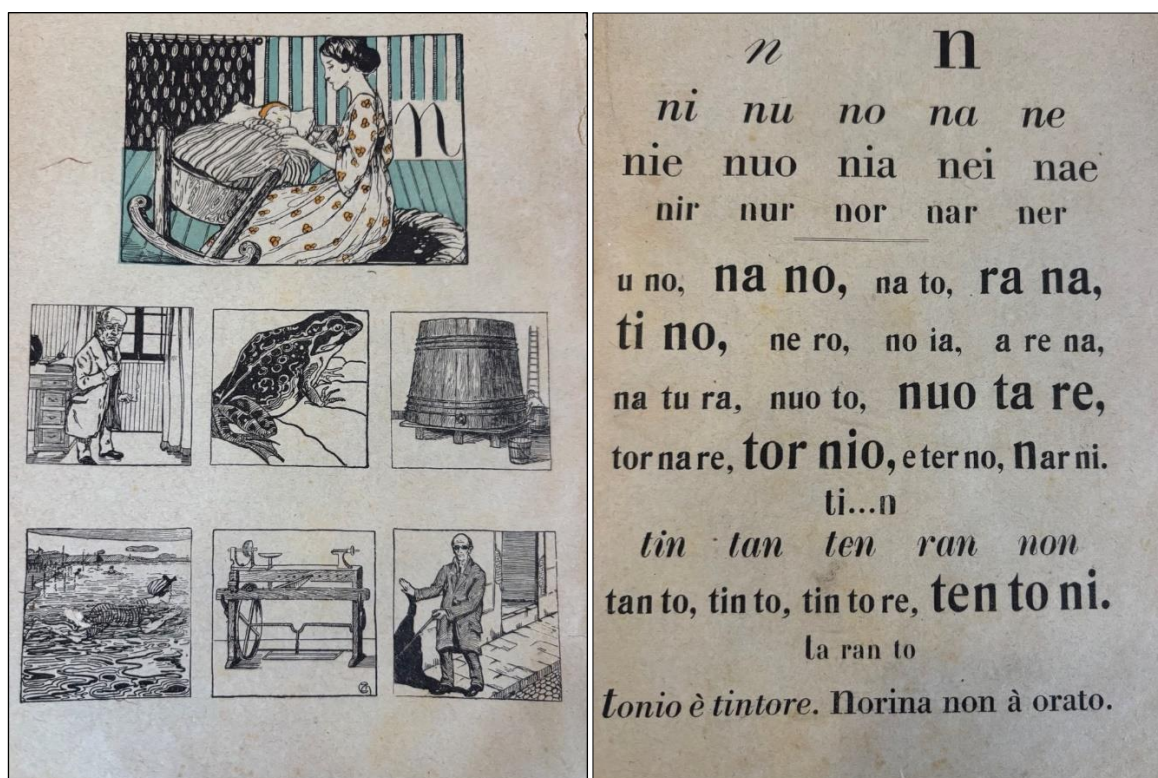 n
n n
ni nu no na ne
nie nuo nia nei nae
nir nur nor nar ner
u no, na no, na to, ra na,
ti no, ne ro, no ia, a re na,
na tu ra, nuo to, nuo ta re,
tor na re, tor nio, e ter no, Nar ni.
ti...n
tin tan ten ran non
tan to, tin to, tin to re, ten to ni.
Ta ran to
Tonio è tintore. Norina non à orato.